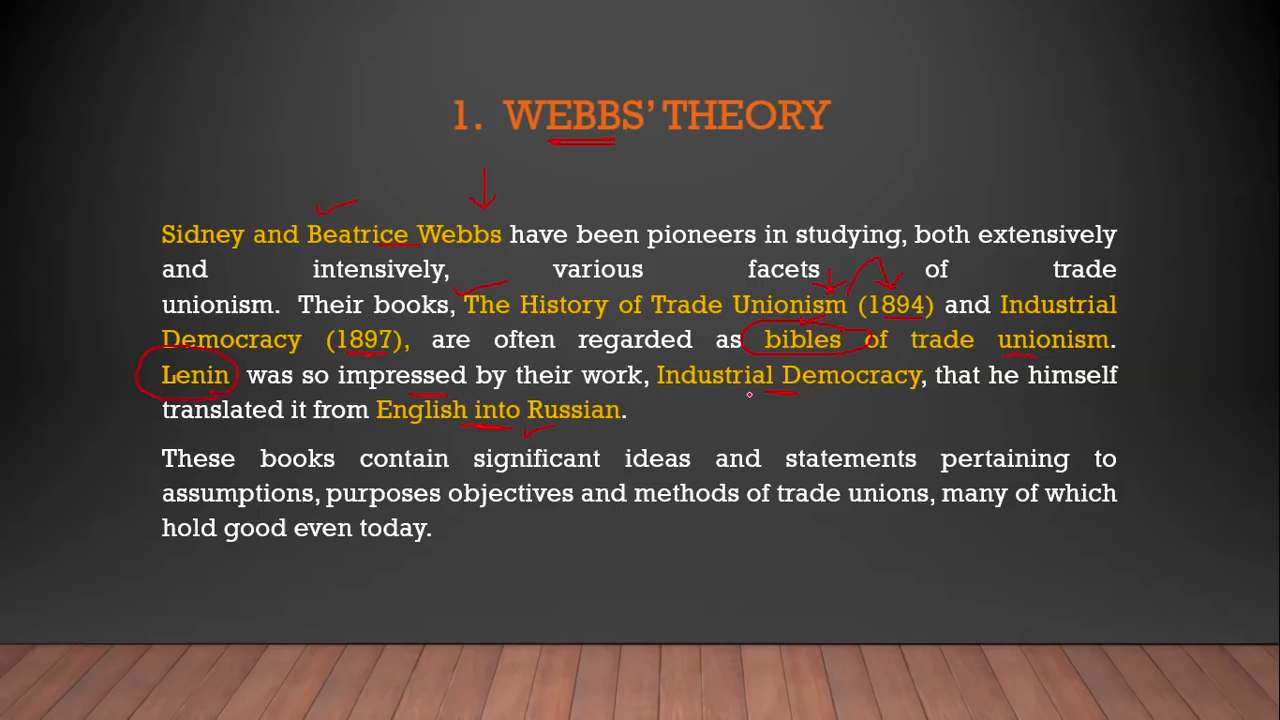 1. WEBBS’ THEORY
Sidney and Beatrice Webbs have been pioneers in studying, both extensively
and intensively, various facets of trade
unionism. Their books, The History of Trade Unionism (1894) and Industrial
Democracy (1897), are often regarded as bibles of trade unionism.
Lenin was so impressed by their work, Industrial Democracy, that he himself
translated it from English into Russian.
These books contain significant ideas and statements pertaining to
assumptions, purposes objectives and methods of trade unions, many of which
hold good even today.